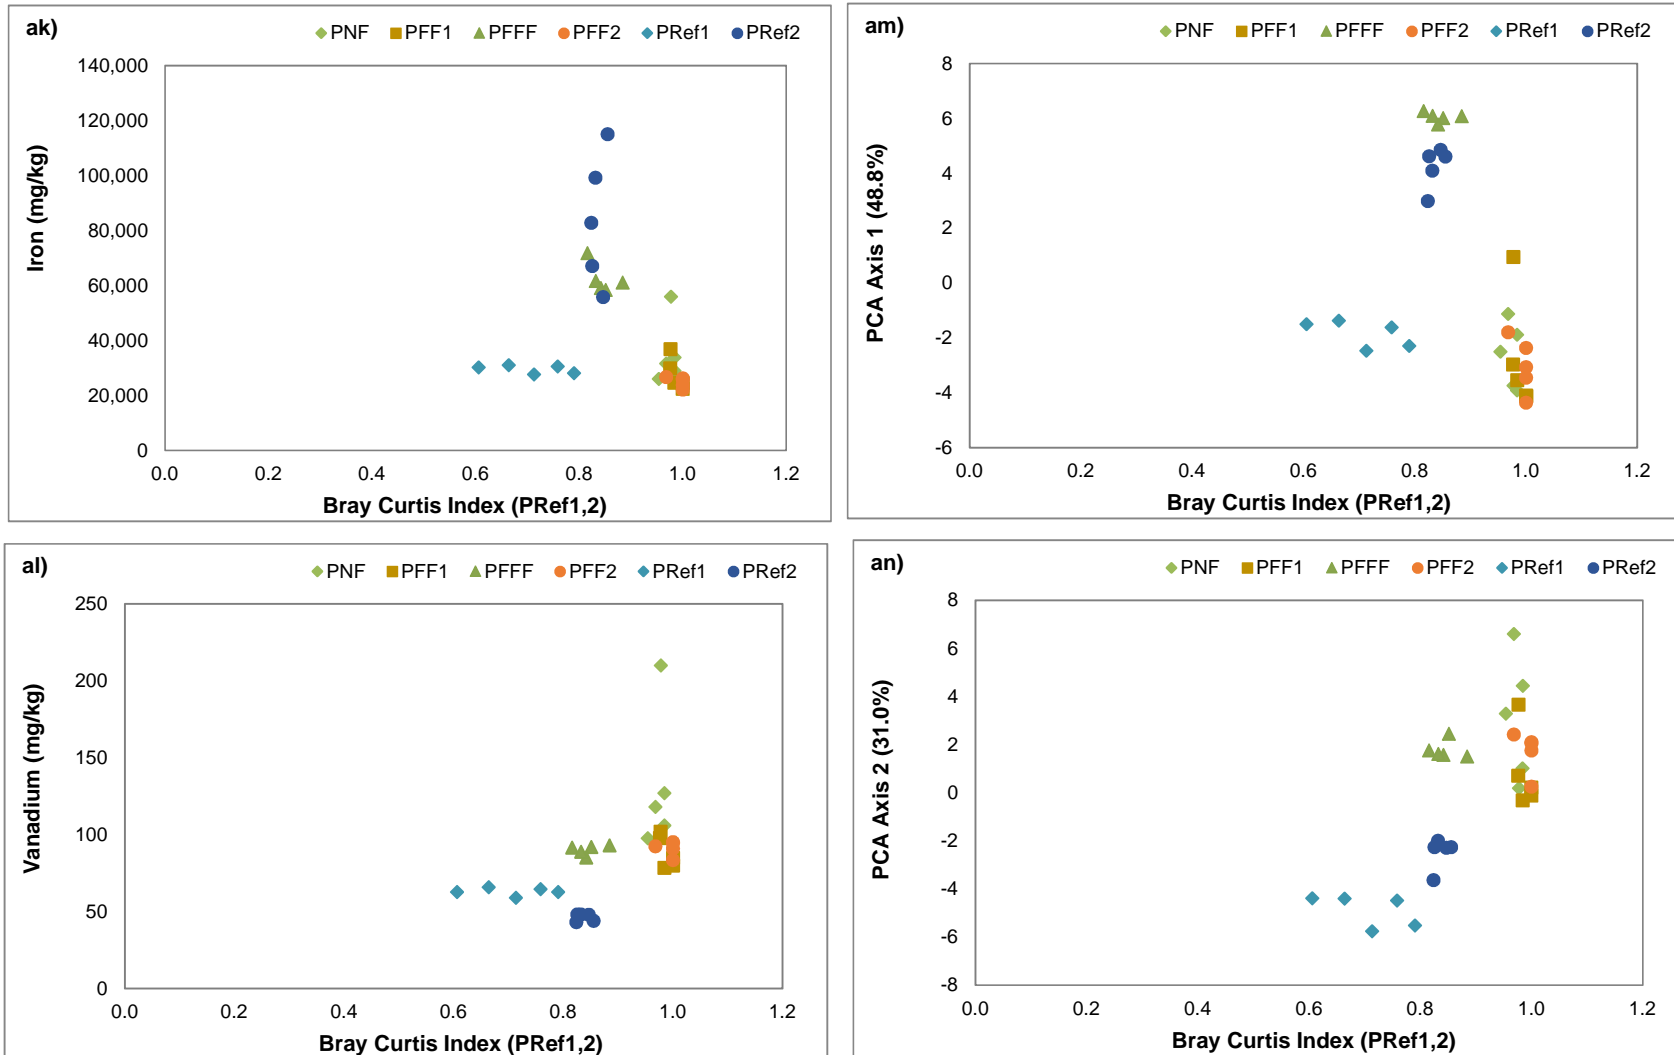 ak)
PNF PFF1 PFFF PFF2 PRef1 PRef2
140,000
120,000
100,000
80,000
60,000
40,000
20,000
0
Iron (mg/kg)
0.0 0.2 0.4 0.6 0.8 1.0 1.2
Bray Curtis Index (PRef1,2)
am)
PNF PFF1 PFFF PFF2 PRef1 PRef2
8
6
4
2
0
-2
-4
-6
PCA Axis 1 (48.8%)
0.0 0.2 0.4 0.6 0.8 1.0 1.2
Bray Curtis Index (PRef1,2)
al)
PNF PFF1 PFFF PFF2 PRef1 PRef2
250
200
150
100
50
0
Vanadium (mg/kg)
0.0 0.2 0.4 0.6 0.8 1.0 1.2
Bray Curtis Index (PRef1,2)
an)
PNF PFF1 PFFF PFF2 PRef1 PRef2
8
6
4
2
0
-2
-4
-6
-8
PCA Axis 2 (31.0%)
0.0 0.2 0.4 0.6 0.8 1.0 1.2
Bray Curtis Index (PRef1,2)